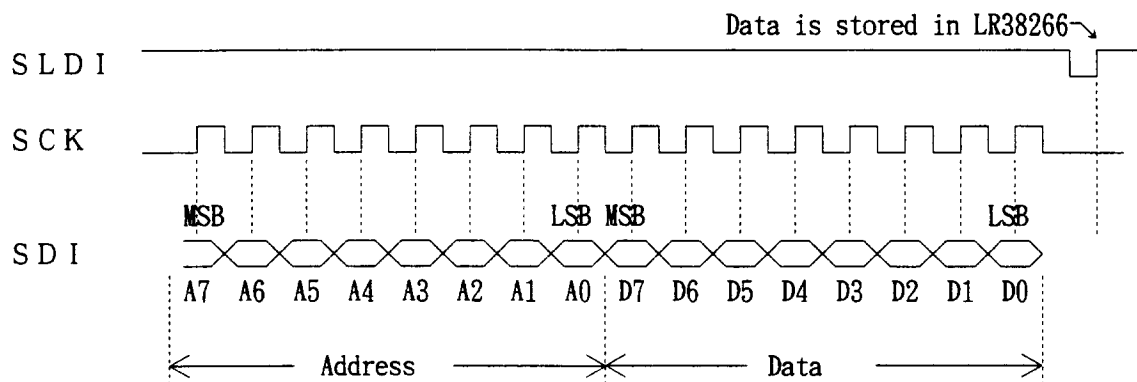 Data is stored in LR38266
SLDI
SCK
MSB LSB MSB LSB
SDI
A7 A6 A5 A4 A3 A2 A1 A0 D7 D6 D5 D4 D3 D2 D1 D0
Address Data